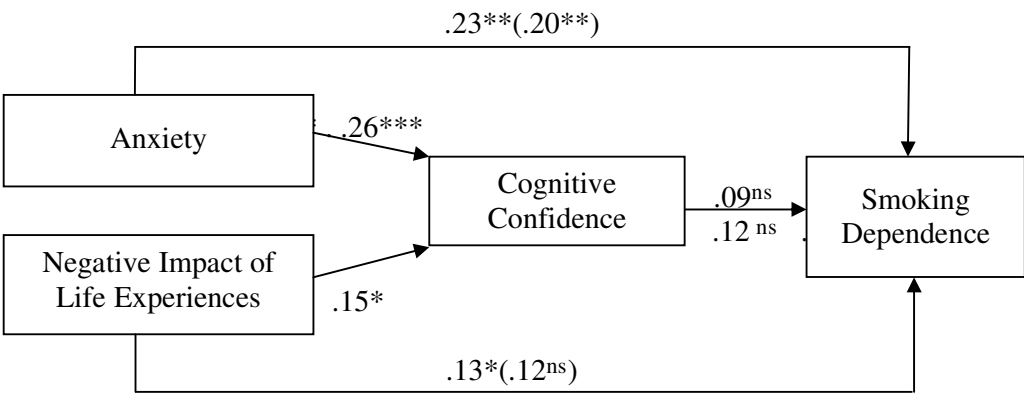 .23**(.20**)
Anxiety
.26***
Cognitive
Confidence
.09ns
.12 ns
Smoking
Dependence
Negative Impact of
Life Experiences
.15*
.13*(.12ns)